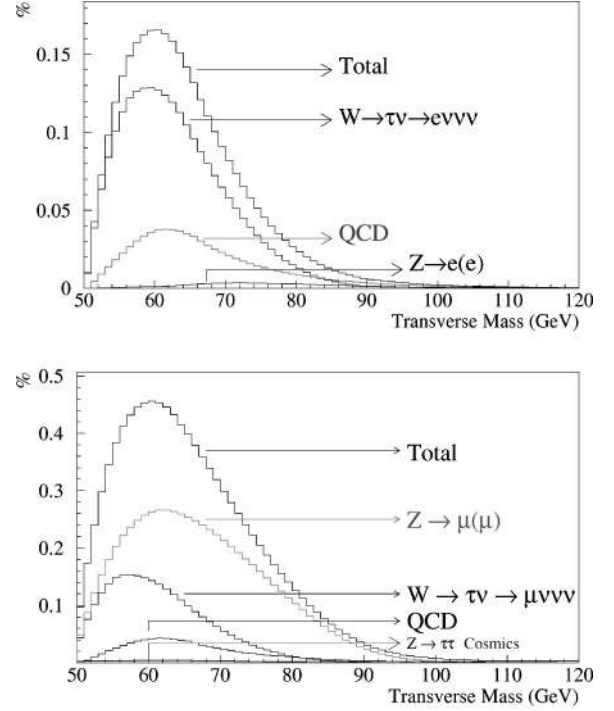 %
0.15
Total
W→τν→eννν
0.1
0.05
QCD
Z→e(e)
0
50 60 70 80 90 100 110 120
Transverse Mass (GeV)
%
0.5
0.4
Total
0.3
Z → μ(μ)
0.2
W → τν → μννν
0.1
QCD
Z → ττ Cosmics
50 60 70 80 90 100 110 120
Transverse Mass (GeV)